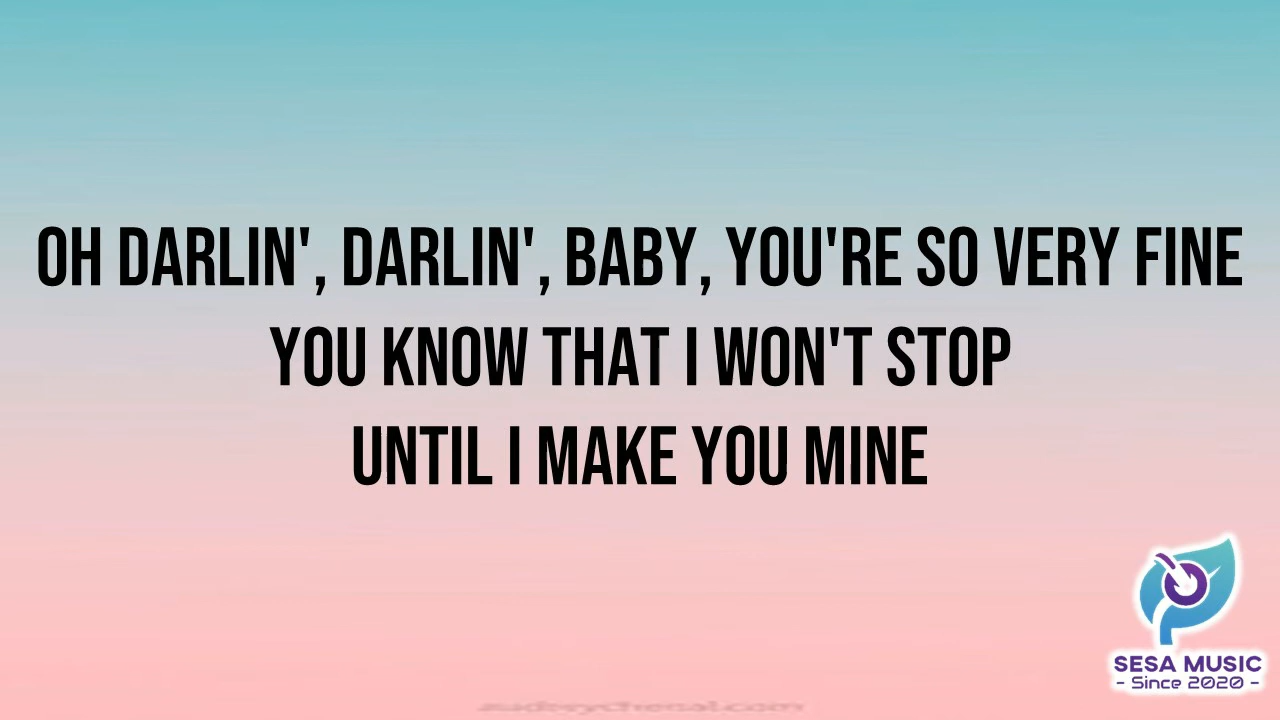 OH DARLIN', DARLIN', BABY, YOU'RE SO VERY FINE
YOU KNOW THAT I WON'T STOP
UNTIL I MAKE YOU MINE
SESA MUSIC
- Since 2020 -